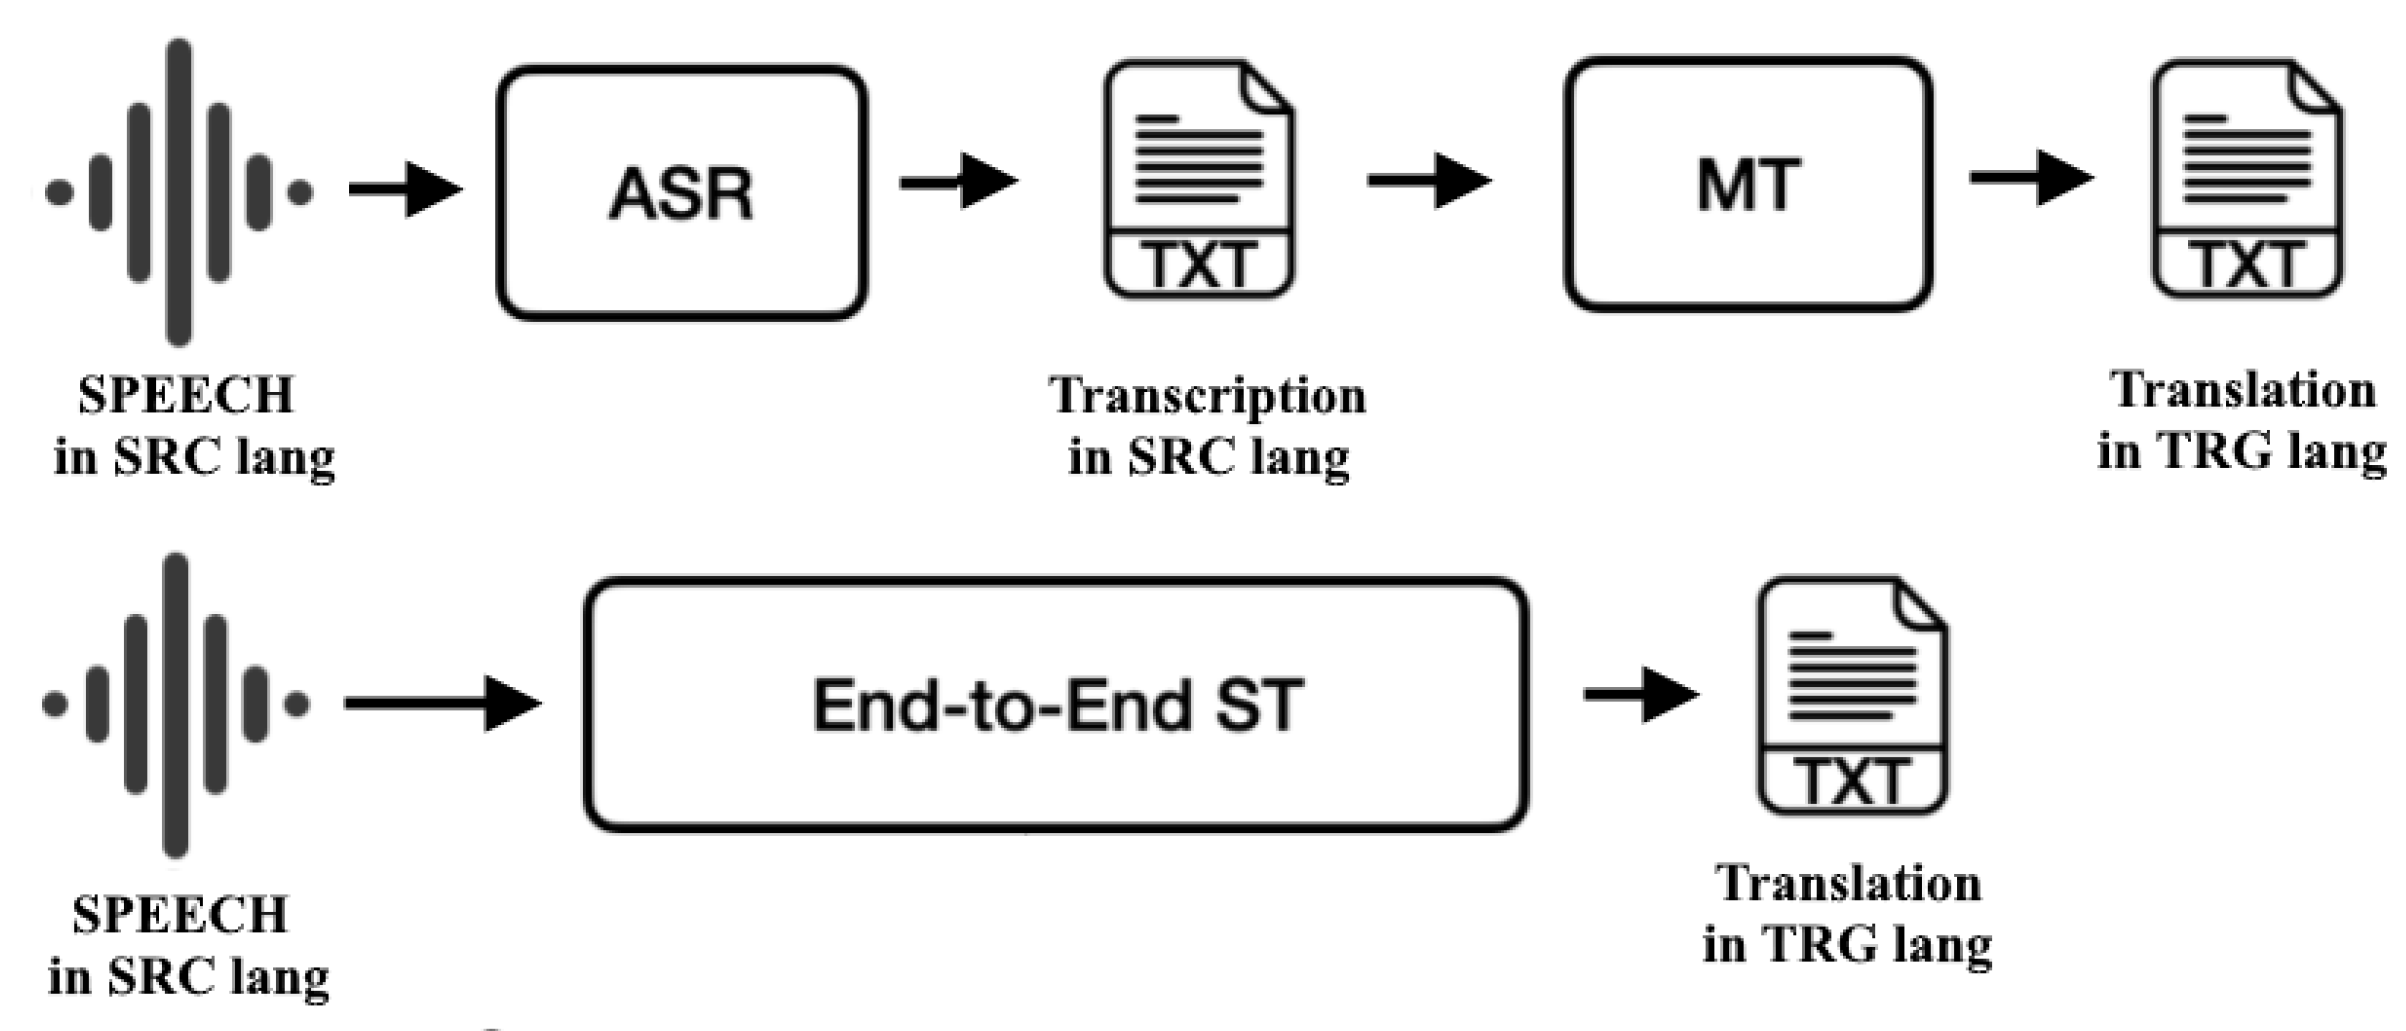 ASR
TXT
MT
TXT
SPEECH
in SRC lang
Transcription
in SRC lang
Translation
in TRG lang
End-to-End ST
TXT
SPEECH
in SRC lang
Translation
in TRG lang